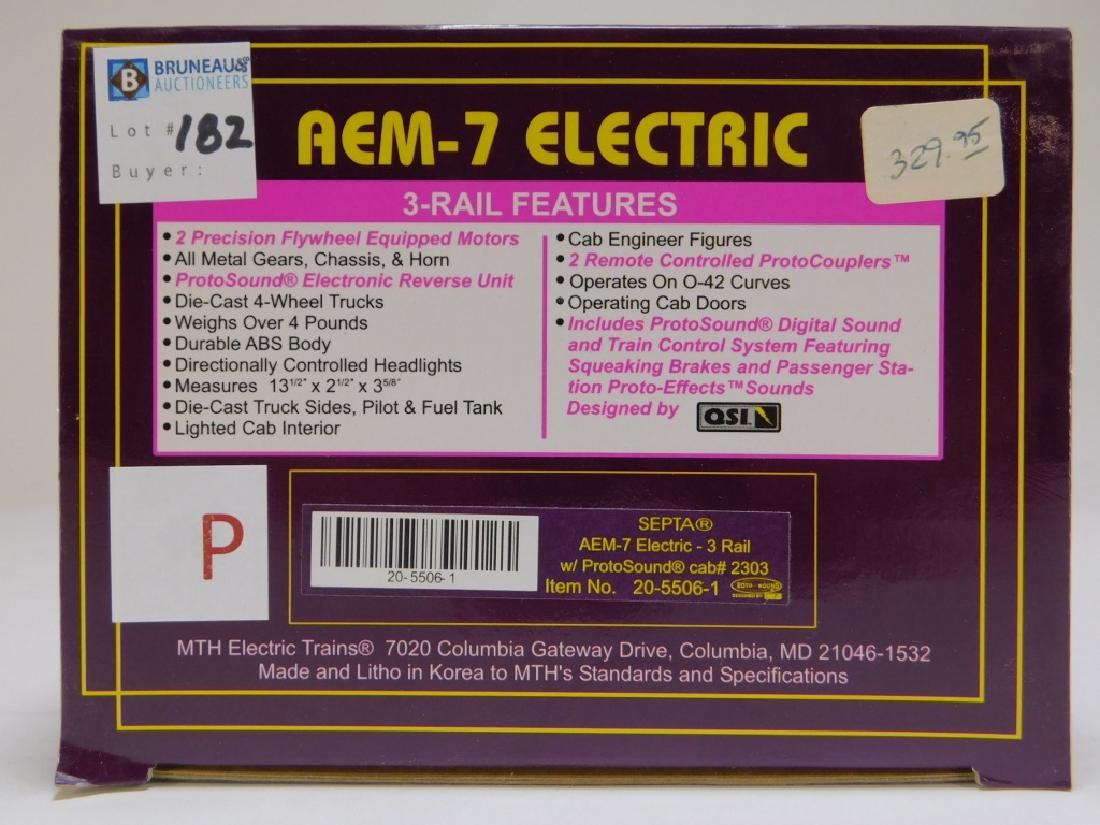 B BRUNEAU & CO
AUCTIONEERS
Lot # 182
Buyer:
AEM-7 ELECTRIC
329.95
3-RAIL FEATURES
• 2 Precision Flywheel Equipped Motors
• All Metal Gears, Chassis, & Horn
• ProtoSound® Electronic Reverse Unit
• Die-Cast 4-Wheel Trucks
• Weighs Over 4 Pounds
• Durable ABS Body
• Directionally Controlled Headlights
• Measures 13 1/2" x 2 1/2" x 3 5/8"
• Die-Cast Truck Sides, Pilot & Fuel Tank
• Lighted Cab Interior
• Cab Engineer Figures
• 2 Remote Controlled ProtoCouplers™
• Operates On O-42 Curves
• Operating Cab Doors
• Includes ProtoSound® Digital Sound
and Train Control System Featuring
Squeaking Brakes and Passenger Sta-
tion Proto-Effects™ Sounds
Designed by QSI
P
20-5506-1
SEPTA®
AEM-7 Electric - 3 Rail
w/ ProtoSound® cab# 2303
Item No. 20-5506-1
MTH Electric Trains® 7020 Columbia Gateway Drive, Columbia, MD 21046-1532
Made and Litho in Korea to MTH's Standards and Specifications